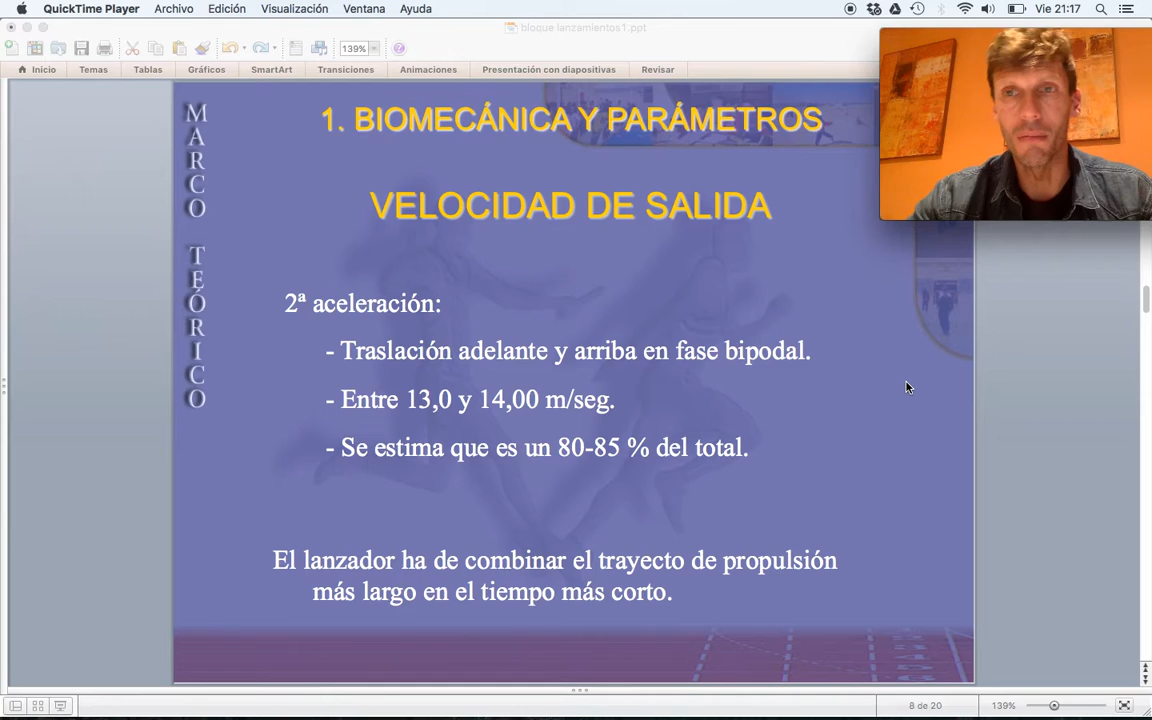 QuickTime Player Archivo Edición Visualización Ventana Ayuda Vie 21:17
bloque lanzamientos1.ppt
139%
Inicio Temas Tablas Gráficos SmartArt Transiciones Animaciones Presentación con diapositivas Revisar
MARCO TEÓRICO
1. BIOMECÁNICA Y PARÁMETROS
VELOCIDAD DE SALIDA
2ª aceleración:
- Traslación adelante y arriba en fase bipodal.
- Entre 13,0 y 14,00 m/seg.
- Se estima que es un 80-85 % del total.
El lanzador ha de combinar el trayecto de propulsión
más largo en el tiempo más corto.
8 de 20 139%